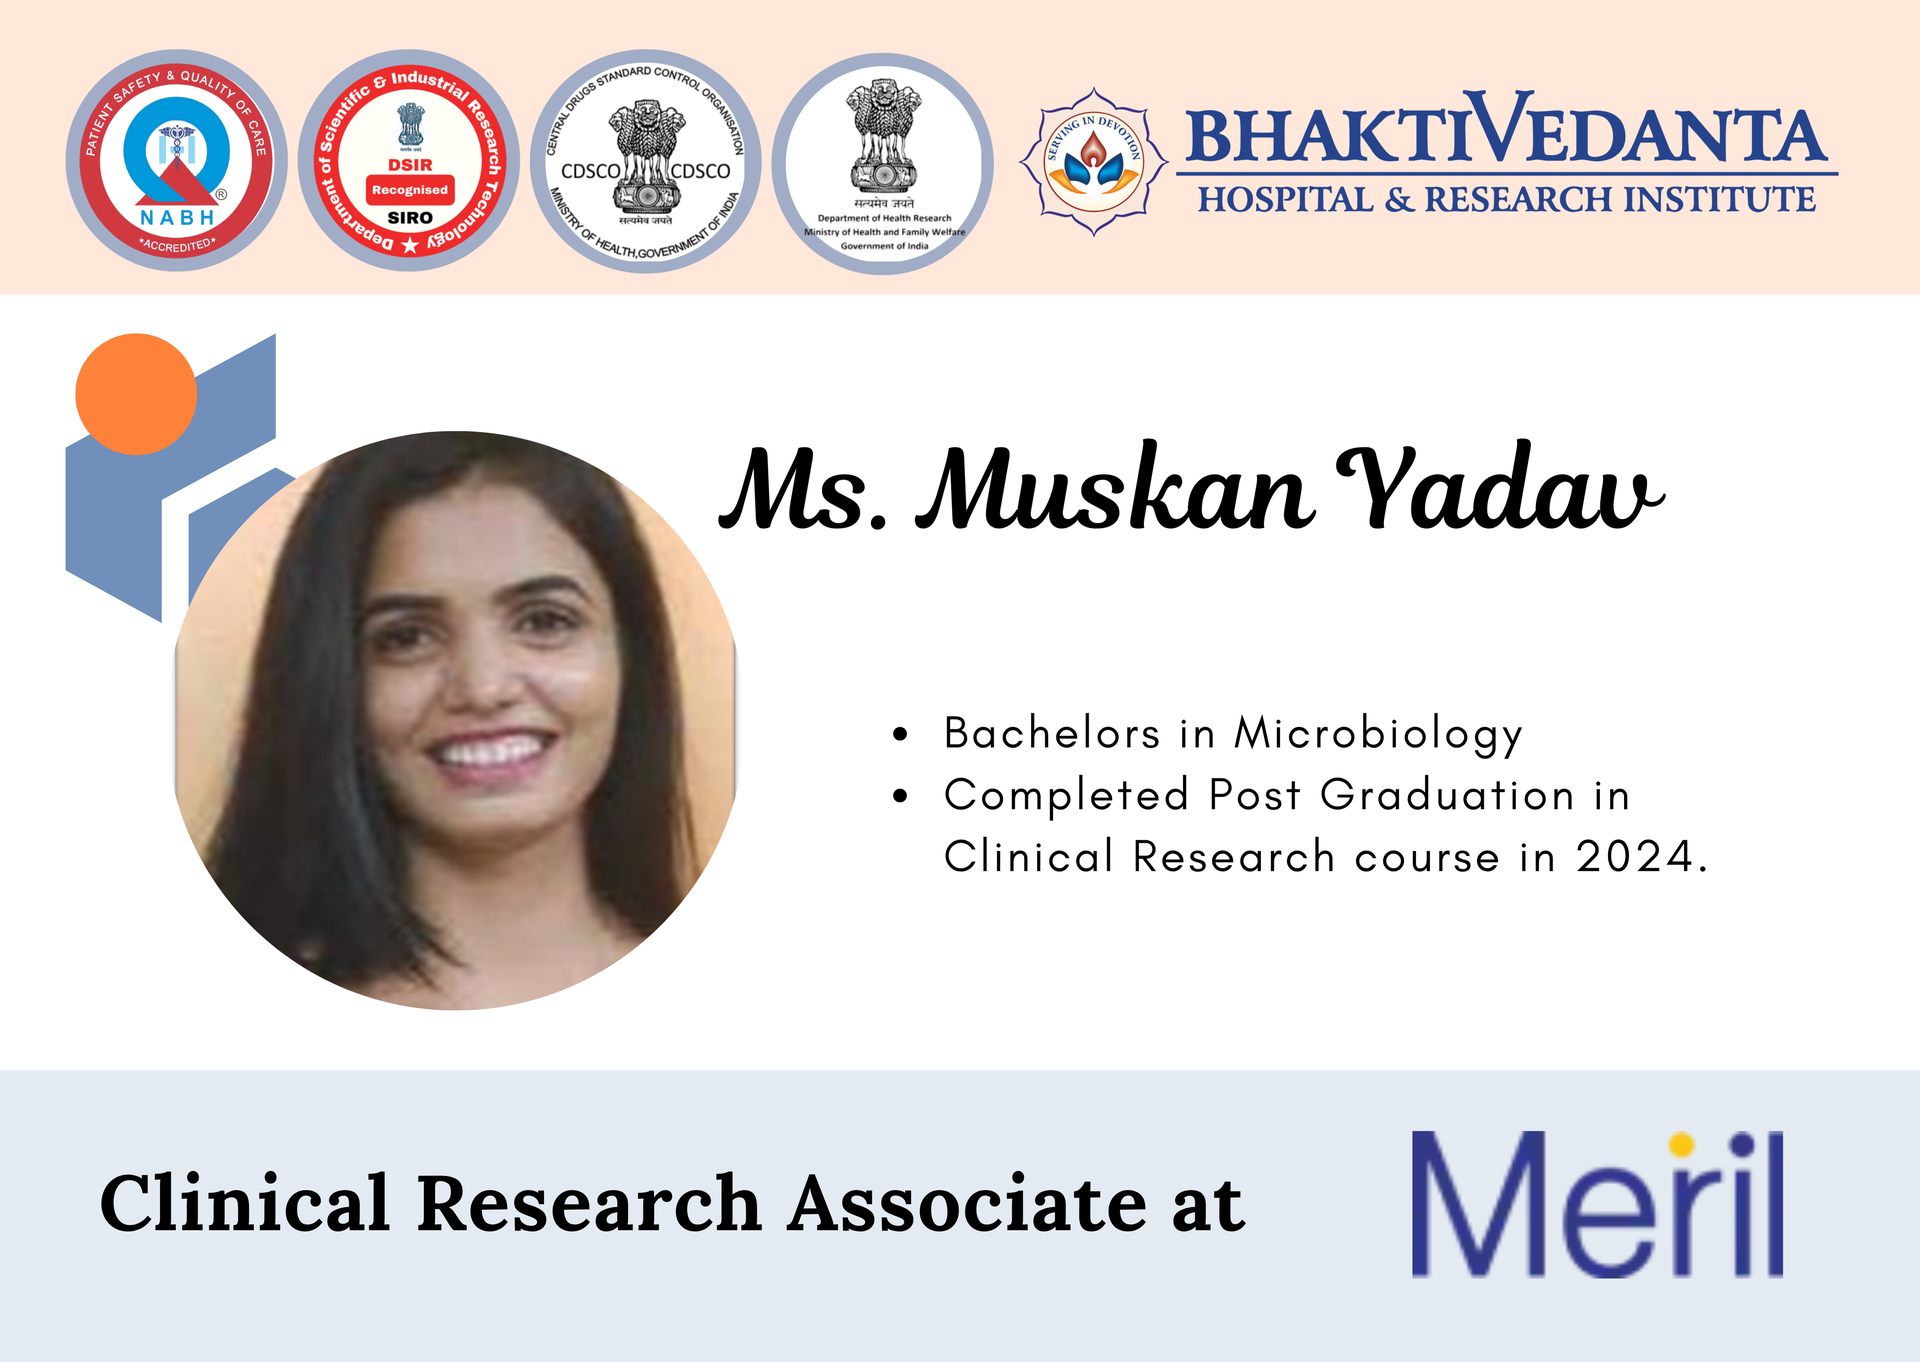 PATIENT SAFETY & QUALITY OF CARE
®
NABH
*ACCREDITED*
Department of Scientific & Industrial Research Technology
DSIR
Recognised
SIRO
CENTRAL DRUGS STANDARD CONTROL ORGANISATION
CDSCO CDSCO
सत्यमेव जयते
MINISTRY OF HEALTH,GOVERNMENT OF INDIA
सत्यमेव जयते
Department of Health Research
Ministry of Health and Family Welfare
Government of India
SERVING IN DEVOTION
BHAKTIVEDANTA
HOSPITAL & RESEARCH INSTITUTE
Ms. Muskan Yadav
• Bachelors in Microbiology
• Completed Post Graduation in
Clinical Research course in 2024.
Clinical Research Associate at
Meril